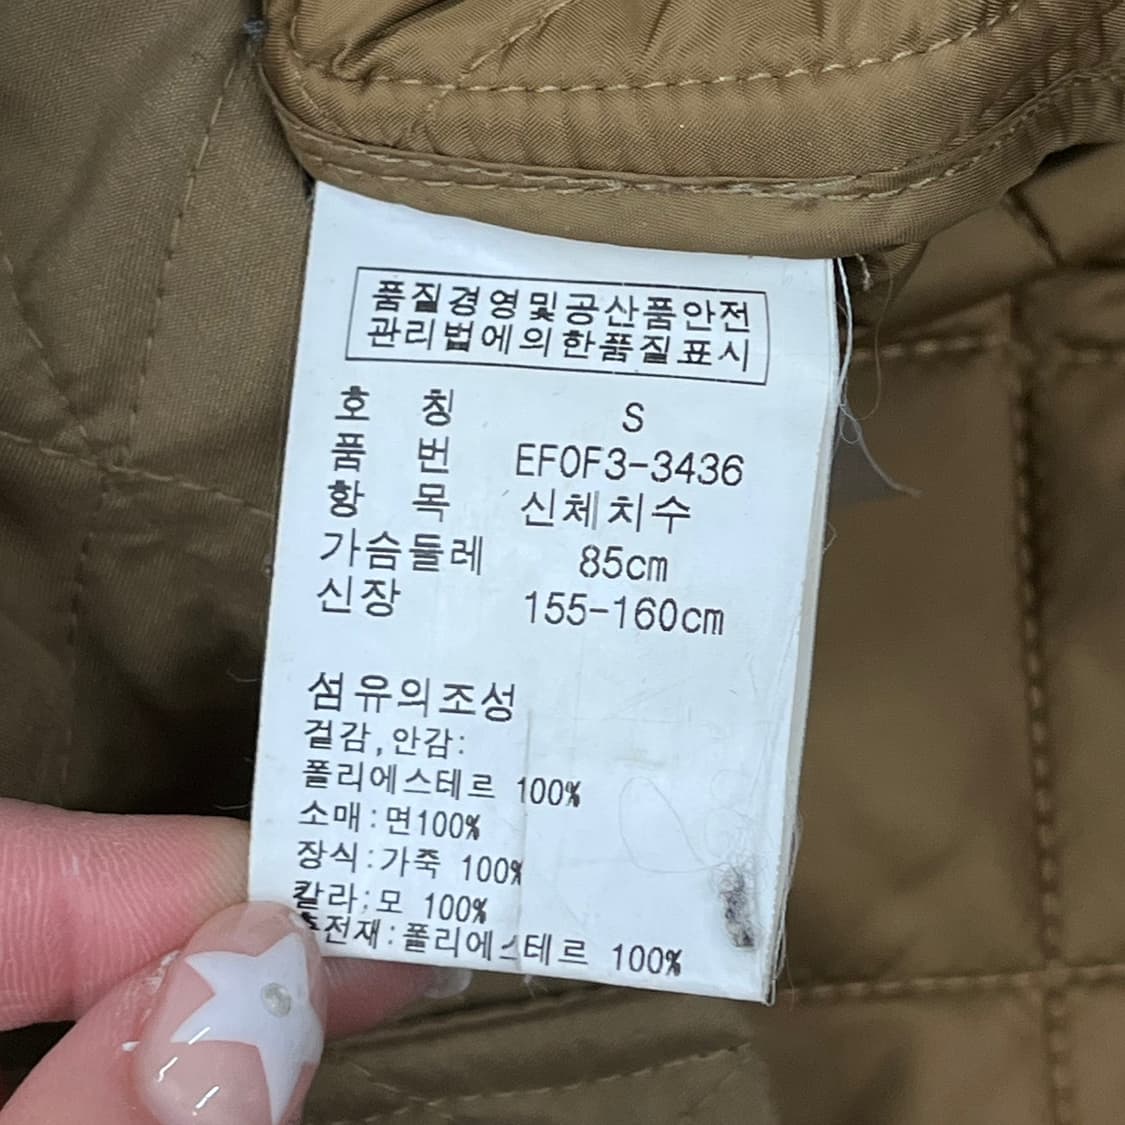 품질경영및공산품안전
관리법에의한품질표시
호 칭 S
품 번 EF0F3-3436
항 목 신체치수
가슴둘레 85cm
신장 155-160cm
섬유의조성
겉감,안감:
폴리에스테르 100%
소매:면100%
장식:가죽 100%
칼라;모 100%
충전재:폴리에스테르 100%